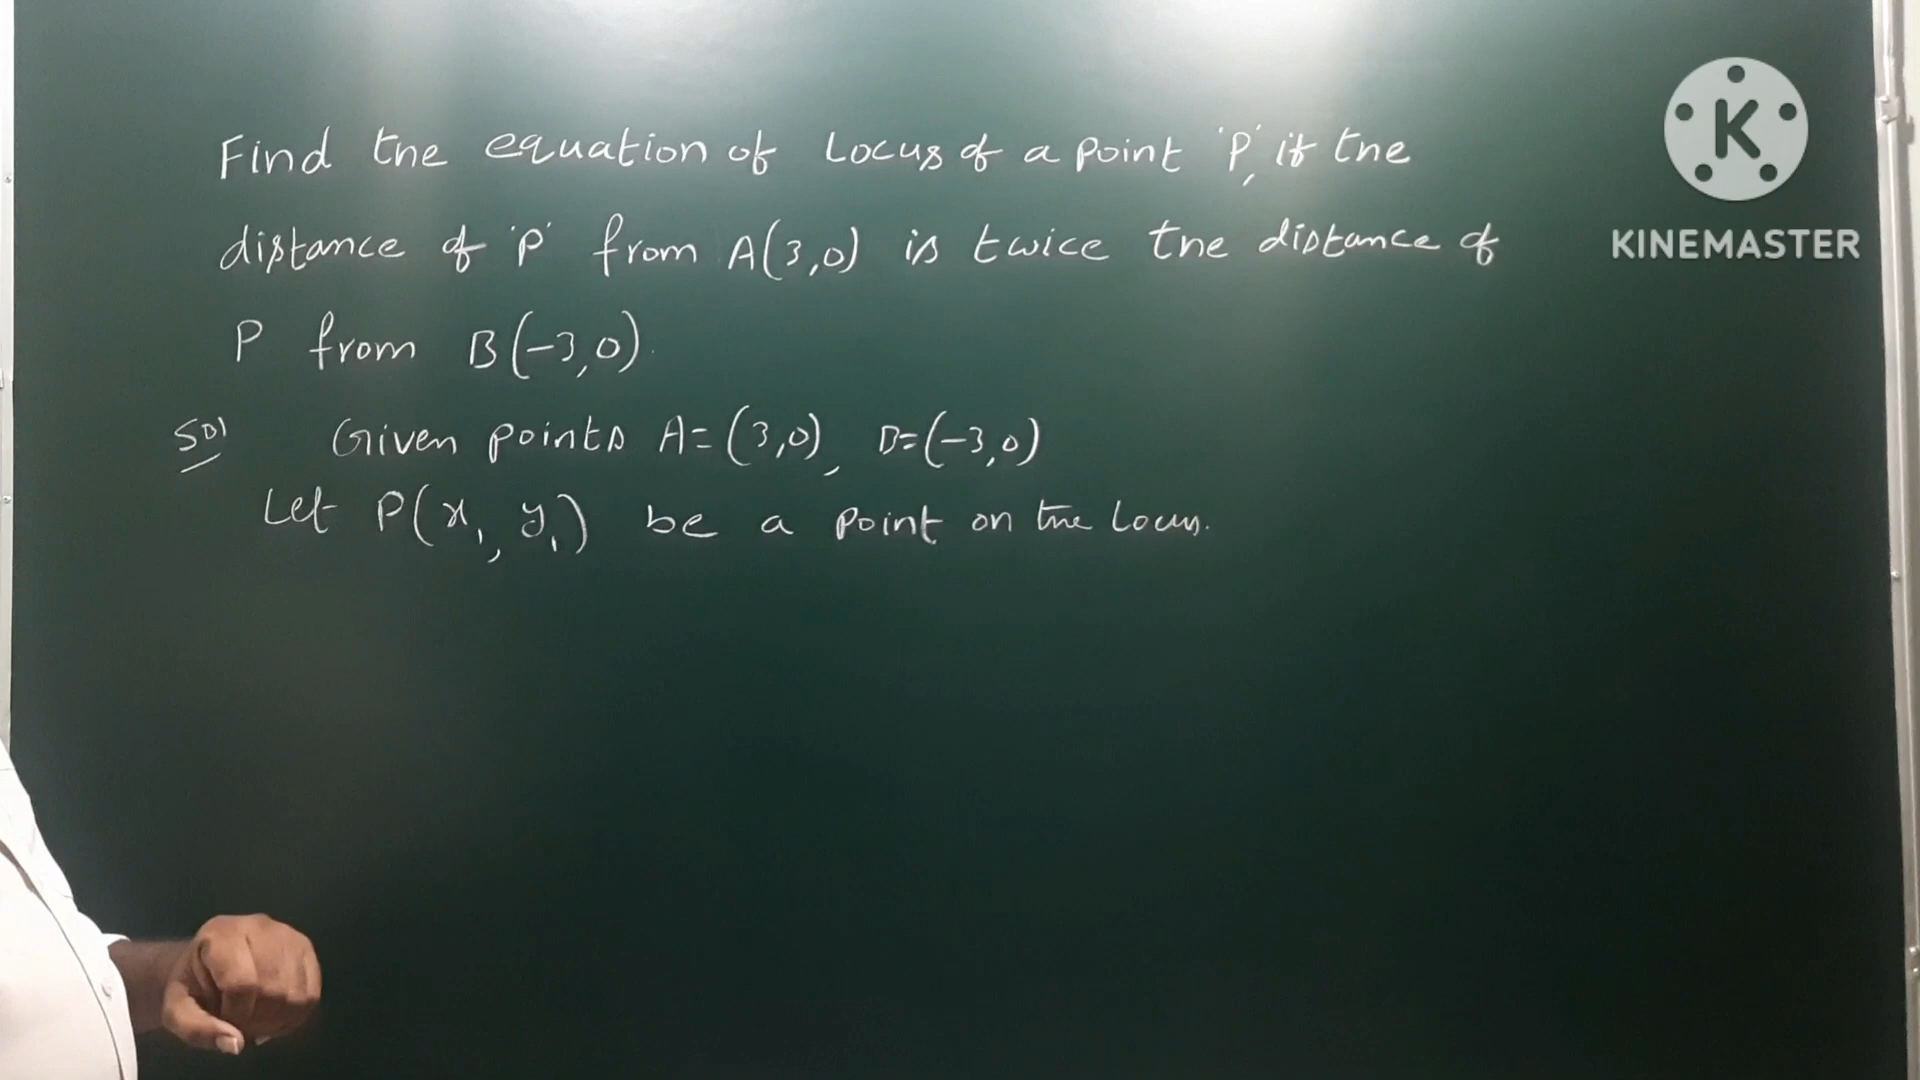 Find the equation of Locus of a point 'P', if the
distance of 'P' from A(3,0) is twice the distance of
P from B(-3,0).
Sol Given points A=(3,0), B=(-3,0)
Let P(x₁, y₁) be a point on the Locus.
K
KINEMASTER